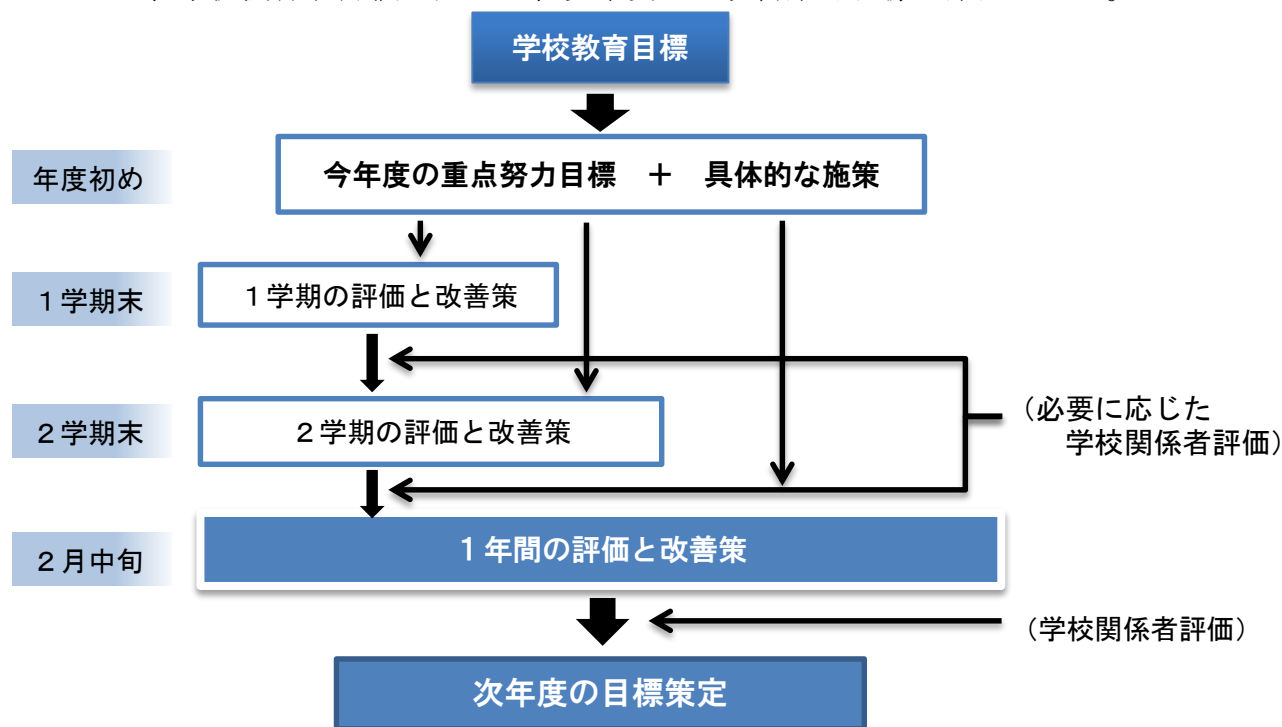 学校教育目標
年度初め
今年度の重点努力目標　＋　具体的な施策
１学期末
１学期の評価と改善策
２学期末
２学期の評価と改善策
（必要に応じた
学校関係者評価）
２月中旬
１年間の評価と改善策
（学校関係者評価）
次年度の目標策定